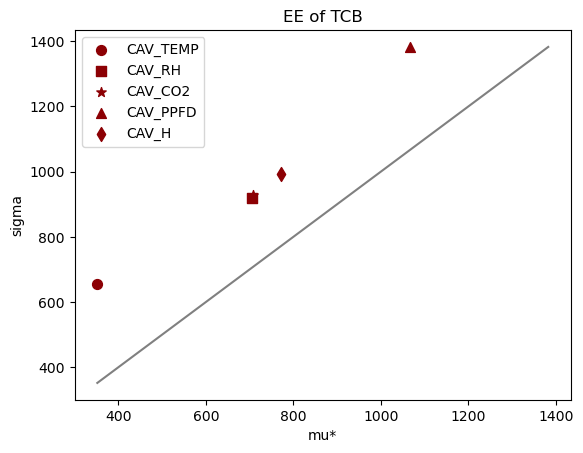 EE of TCB
CAV_TEMP
CAV_RH
CAV_CO2
CAV_PPFD
CAV_H
1400
1200
1000
800
600
400
sigma
400
600
800
1000
1200
1400
mu*